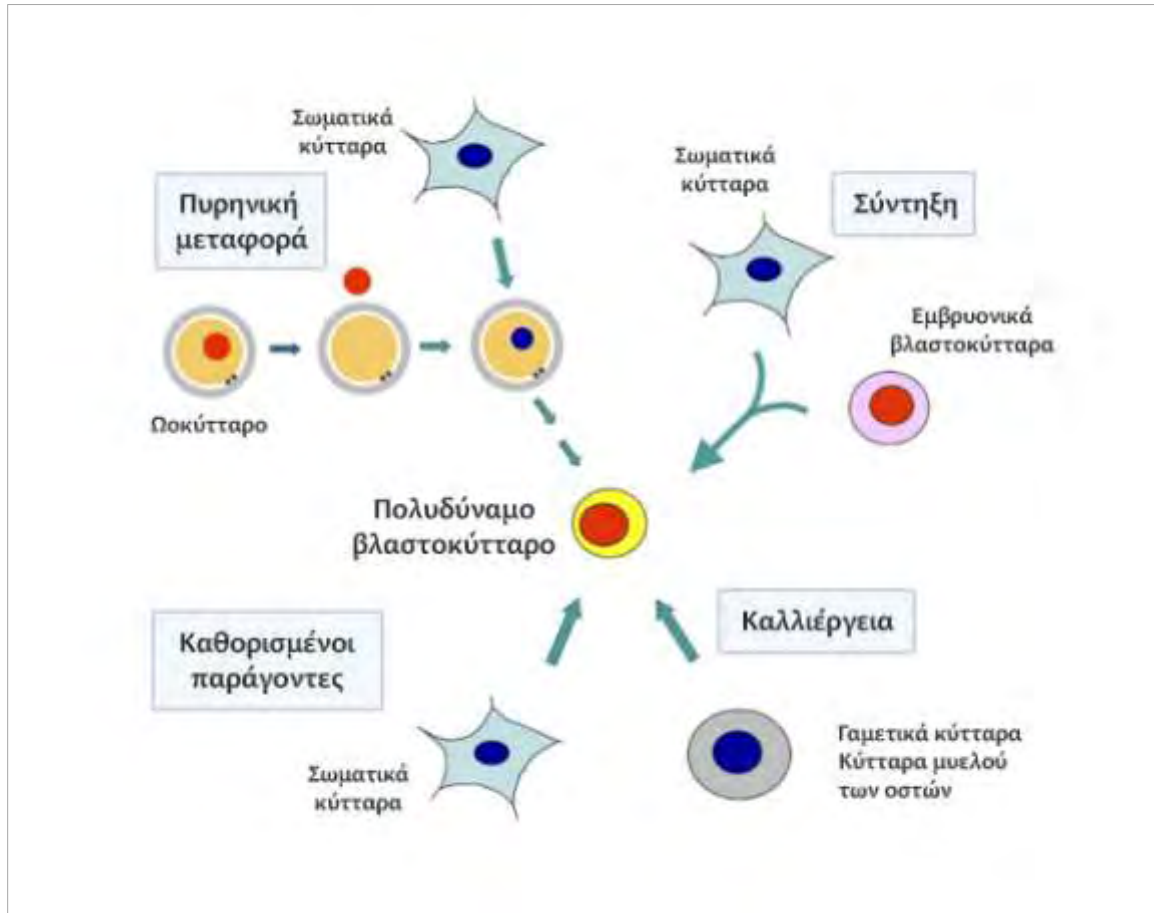 Σωματικά
κύτταρα
Πυρηνική
μεταφορά
Ωοκύτταρο
Σωματικά
κύτταρα
Σύντηξη
Εμβρυονικά
βλαστοκύτταρα
Πολυδύναμο
βλαστοκύτταρο
Καθορισμένοι
παράγοντες
Σωματικά
κύτταρα
Καλλιέργεια
Γαμετικά κύτταρα
Κύτταρα μυελού
των οστών